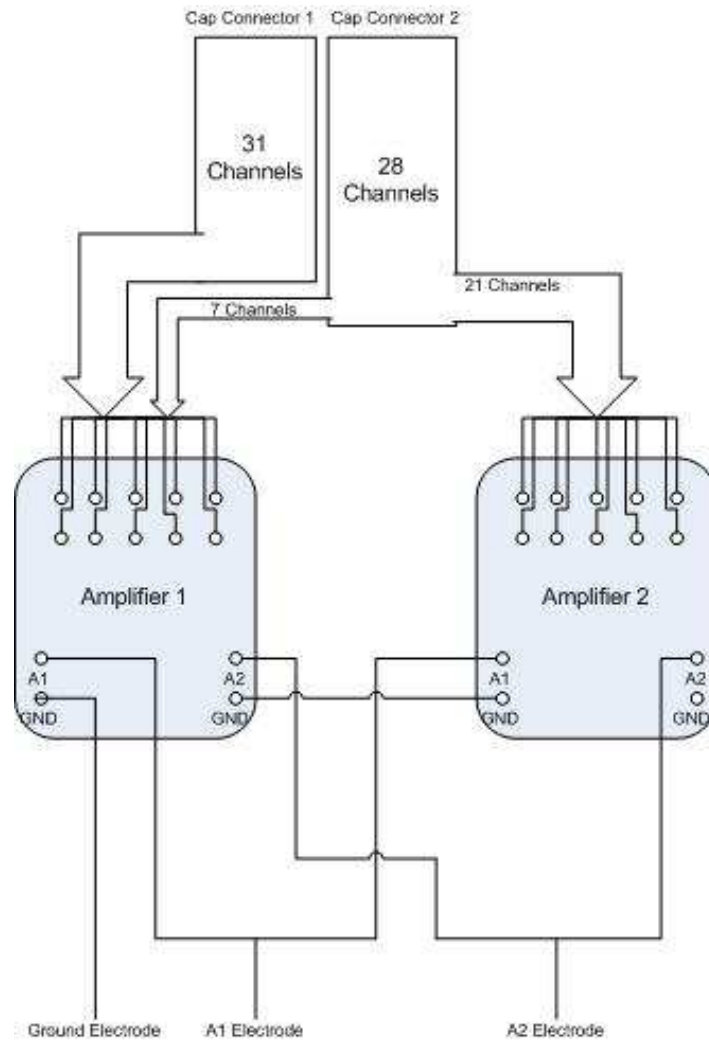 Cap Connector 1
Cap Connector 2
31
Channels
28
Channels
21 Channels
7 Channels
Amplifier 1
Amplifier 2
A1
A2
A1
A2
GND
GND
GND
GND
Ground Electrode
A1 Electrode
A2 Electrode